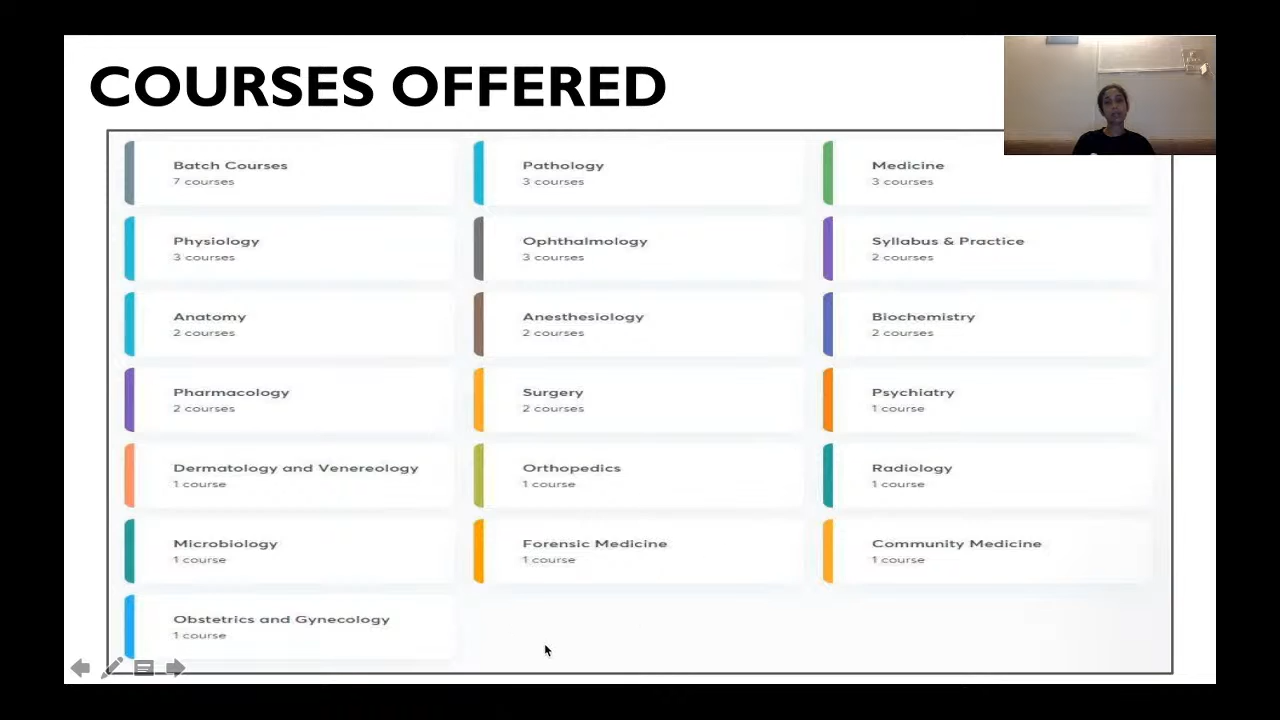 COURSES OFFERED
Batch Courses
7 courses
Pathology
3 courses
Medicine
3 courses
Physiology
3 courses
Ophthalmology
3 courses
Syllabus & Practice
2 courses
Anatomy
2 courses
Anesthesiology
2 courses
Biochemistry
2 courses
Pharmacology
2 courses
Surgery
2 courses
Psychiatry
1 course
Dermatology and Venereology
1 course
Orthopedics
1 course
Radiology
1 course
Microbiology
1 course
Forensic Medicine
1 course
Community Medicine
1 course
Obstetrics and Gynecology
1 course